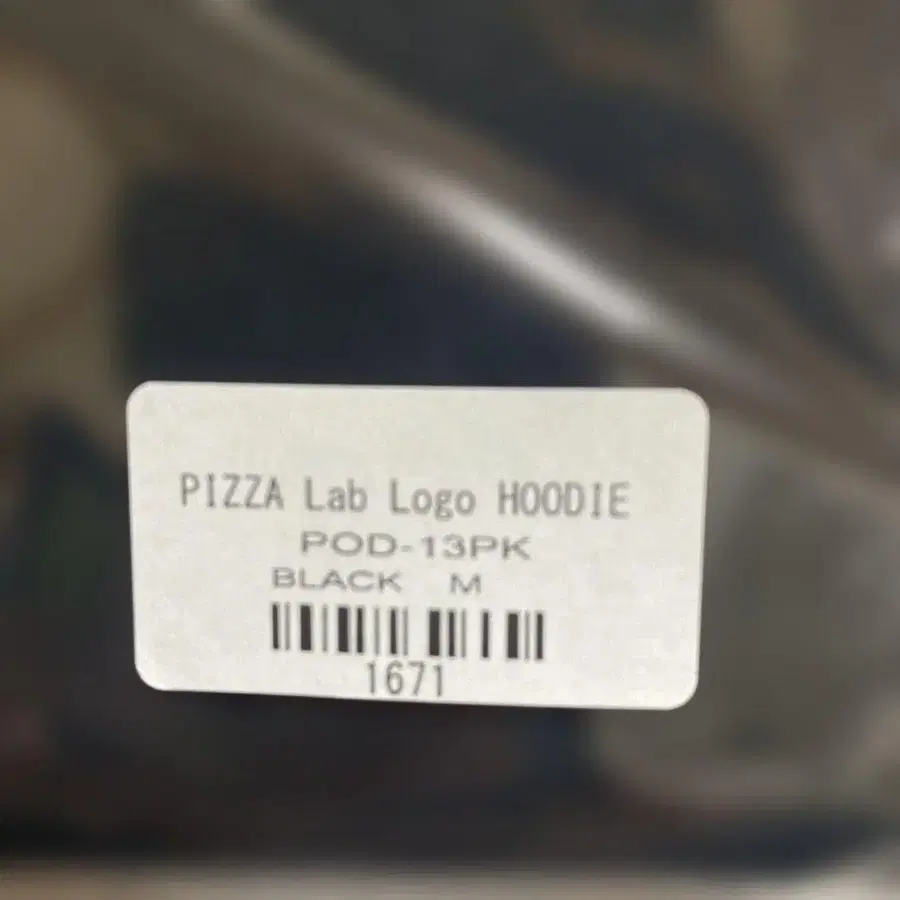 PIZZA Lab Logo HOODIE
POD-13PK
BLACK M
1671